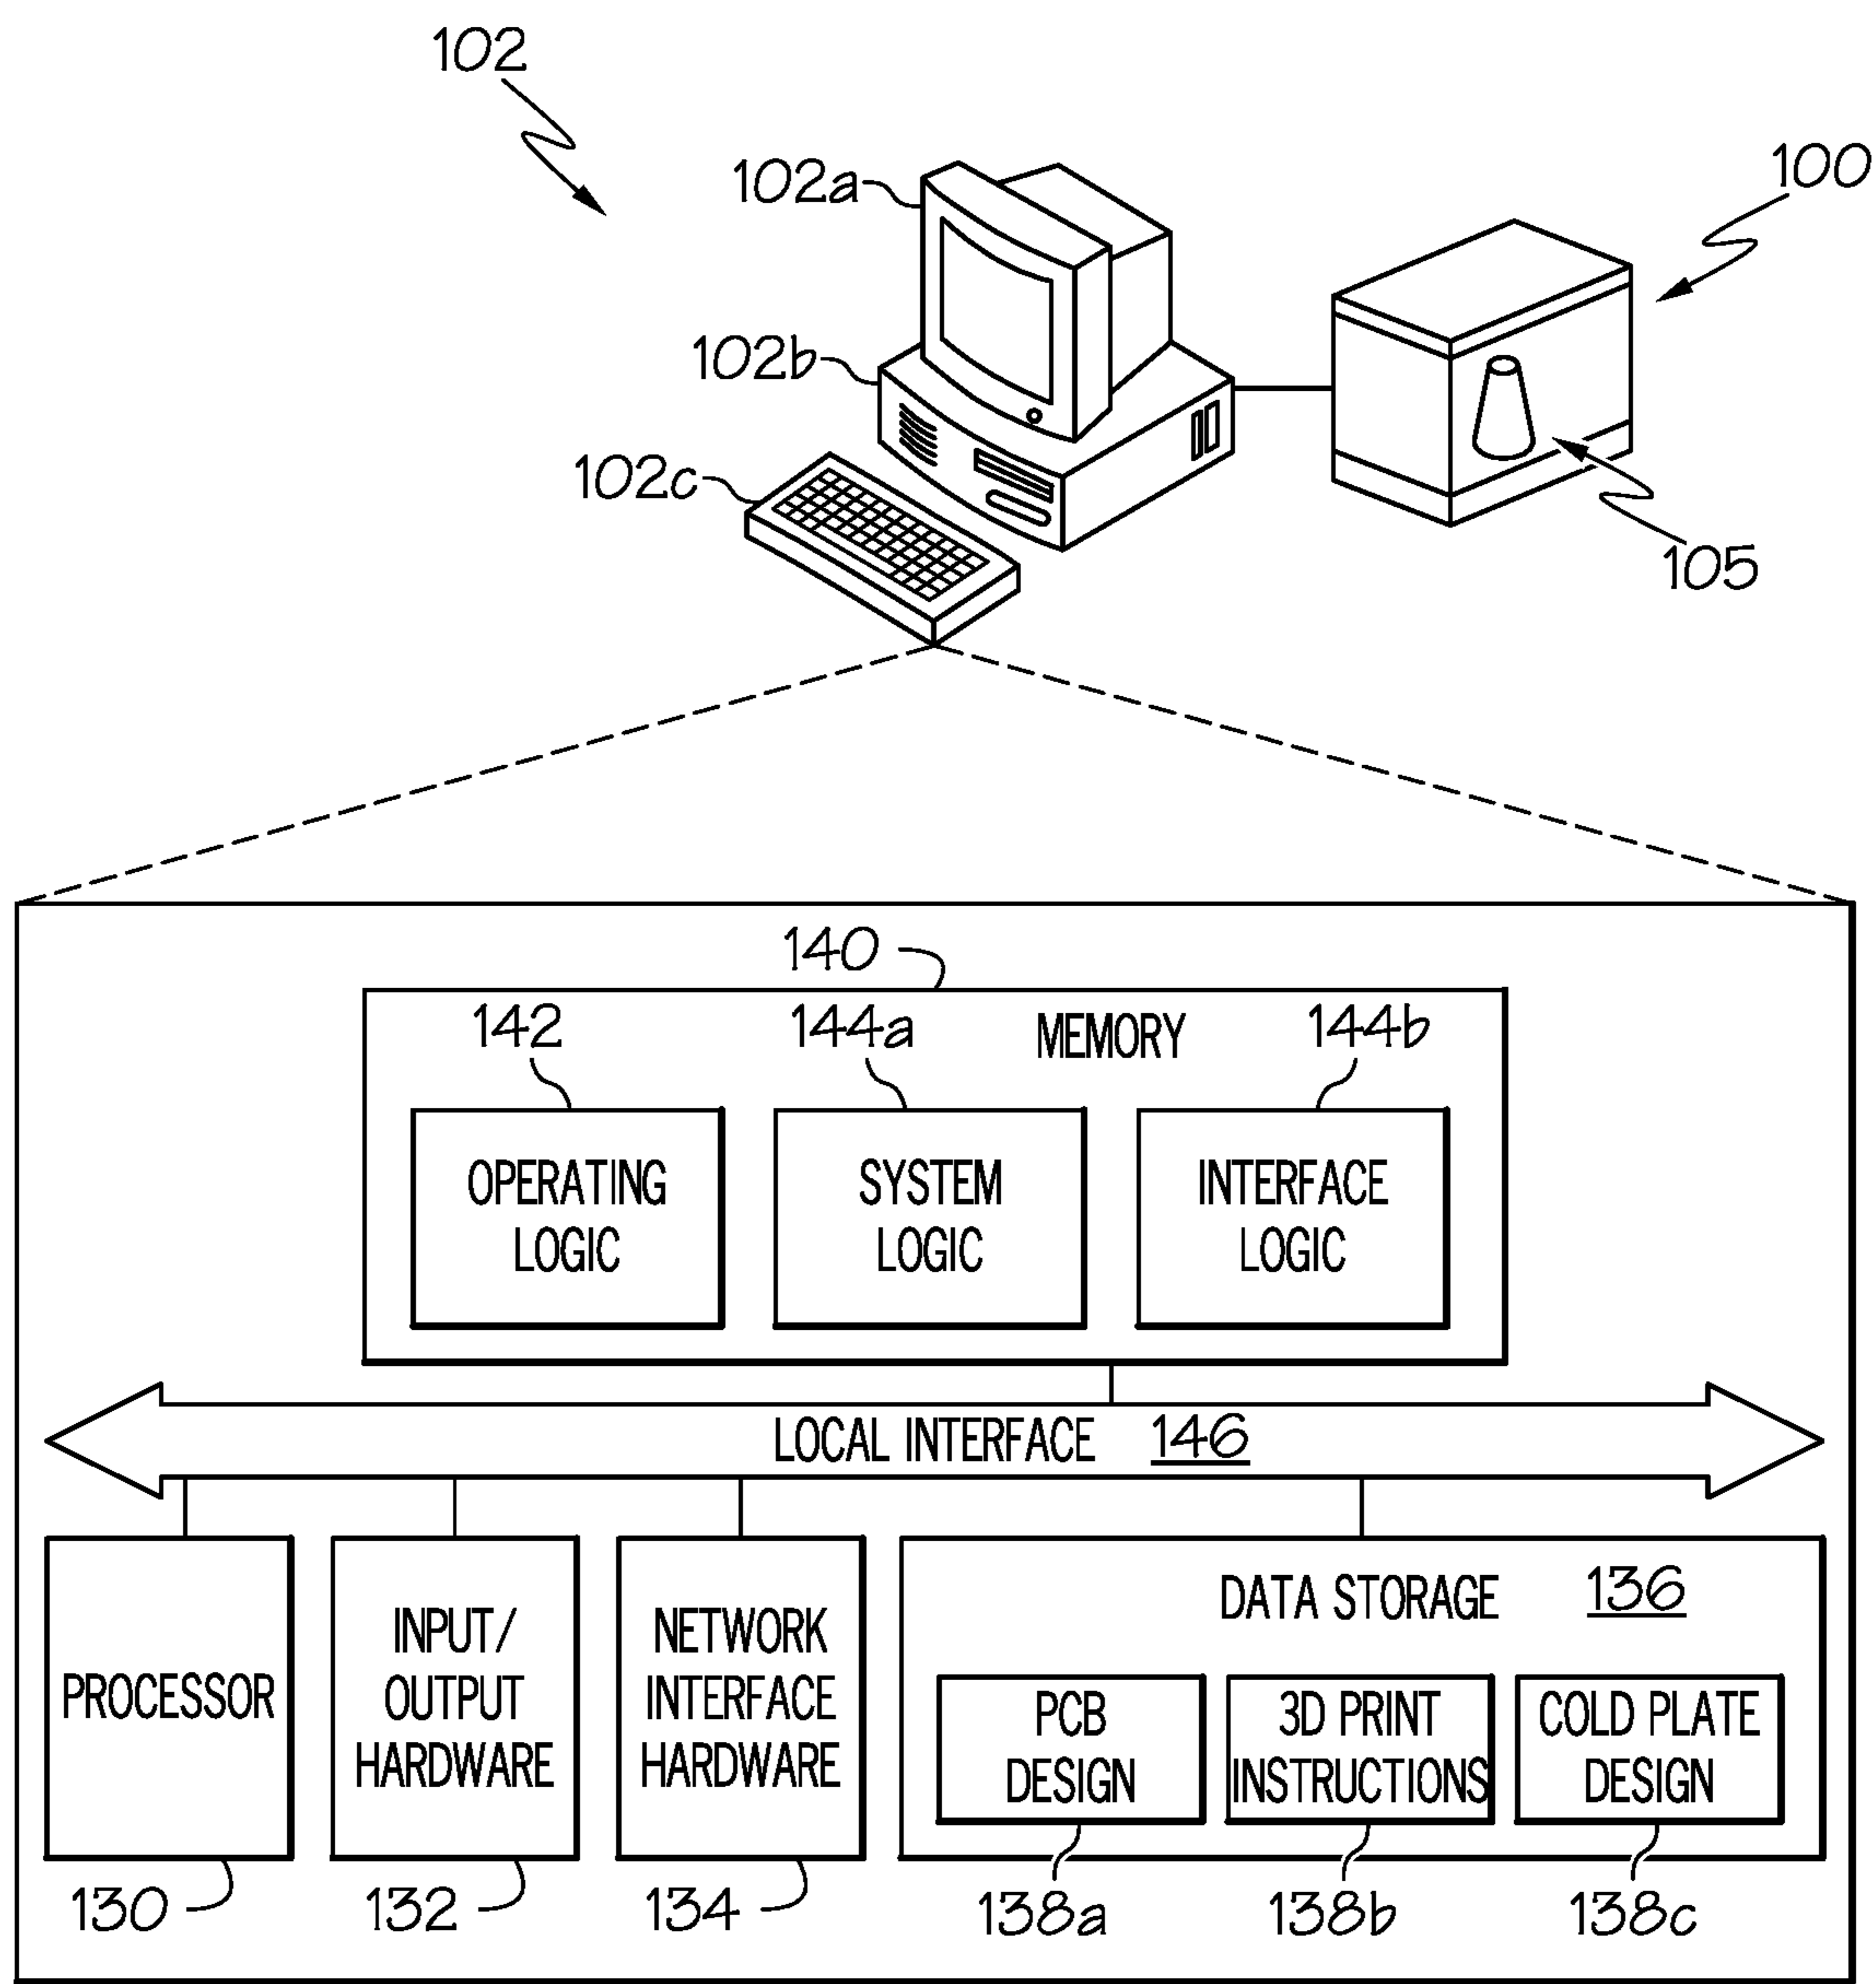 102
102a
100
102b
102c
105
140
142
144a
MEMORY
144b
OPERATING
LOGIC
SYSTEM
LOGIC
INTERFACE
LOGIC
LOCAL INTERFACE 146
PROCESSOR
INPUT/
OUTPUT
HARDWARE
NETWORK
INTERFACE
HARDWARE
DATA STORAGE 136
PCB
DESIGN
3D PRINT
INSTRUCTIONS
COLD PLATE
DESIGN
130
132
134
138a
138b
138c